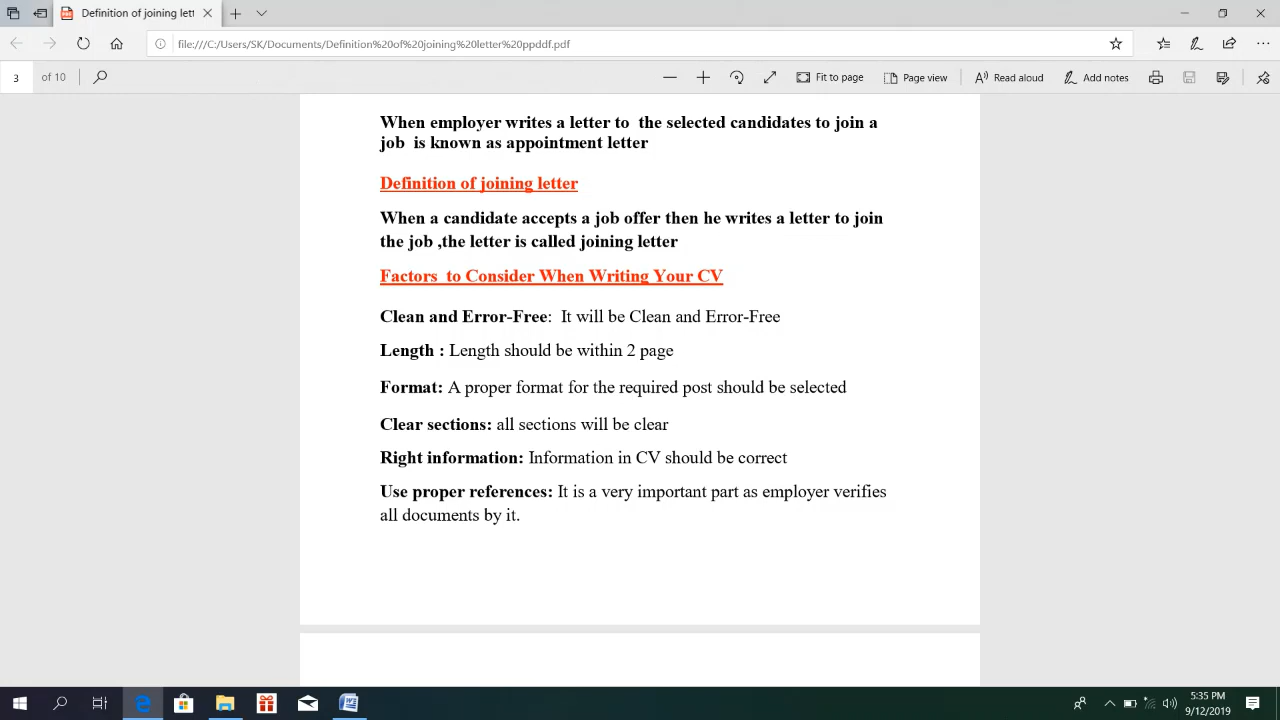 Definition of joining lett
file:///C:/Users/SK/Documents/Definition%20of%20joining%20letter%20ppddf.pdf
3 of 10 Fit to page Page view Read aloud Add notes
When employer writes a letter to  the selected candidates to join a
job  is known as appointment letter
Definition of joining letter
When a candidate accepts a job offer then he writes a letter to join
the job ,the letter is called joining letter
Factors  to Consider When Writing Your CV
Clean and Error-Free:  It will be Clean and Error-Free
Length : Length should be within 2 page
Format: A proper format for the required post should be selected
Clear sections: all sections will be clear
Right information: Information in CV should be correct
Use proper references: It is a very important part as employer verifies
all documents by it.
5:35 PM
9/12/2019